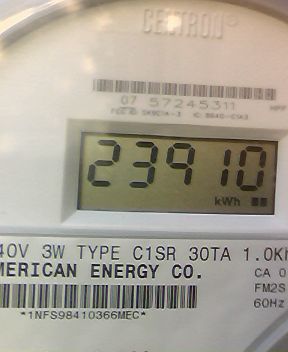 CENTRON®
07 57245311
23910
kWh
40V 3W TYPE C1SR 30TA 1.0Kh
MERICAN ENERGY CO.
CA 0
FM2S
60Hz
*1NFS98410366MEC*